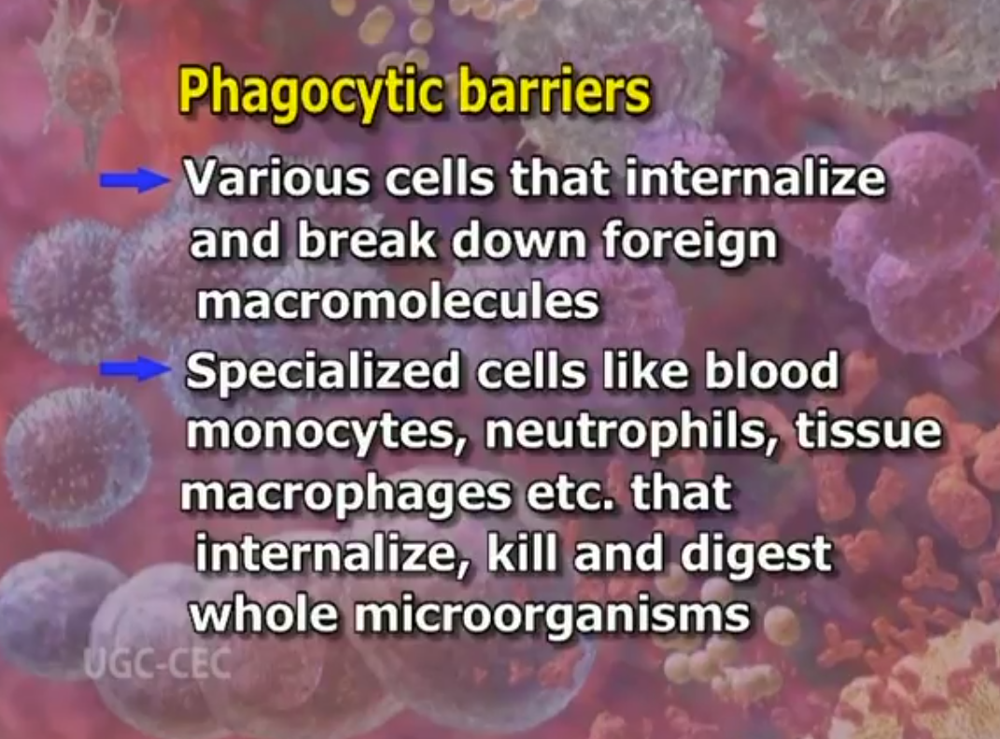 Phagocytic barriers
Various cells that internalize
and break down foreign
macromolecules
Specialized cells like blood
monocytes, neutrophils, tissue
macrophages etc. that
internalize, kill and digest
whole microorganisms
UGC-CEC